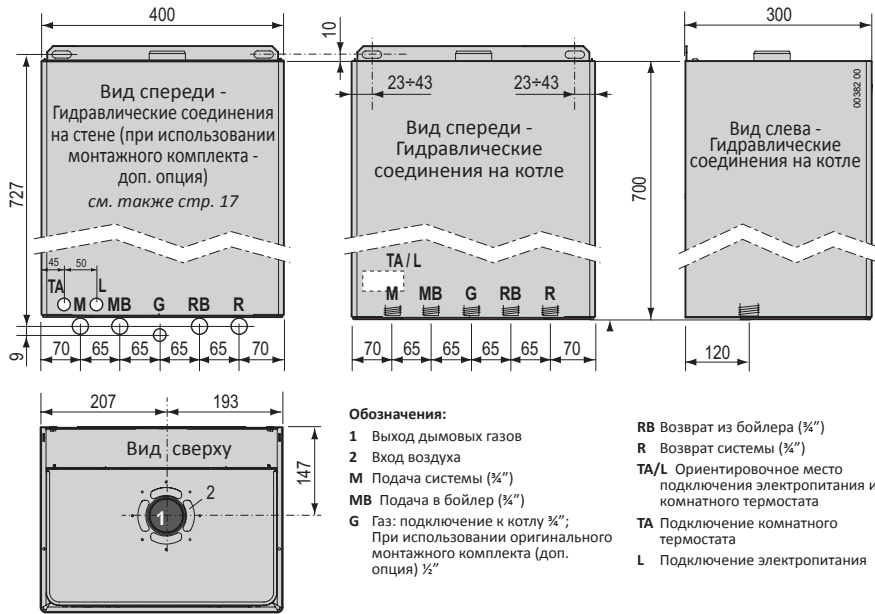 400
10
300
23÷43
23÷43
00382 00
Вид спереди -
Гидравлические соединения
на стене (при использовании
монтажного комплекта -
доп. опция)
см. также стр. 17
727
Вид спереди -
Гидравлические
соединения на котле
700
Вид слева -
Гидравлические
соединения на котле
45
50
TA
L
M
MB
G
RB
R
9
70
65
65
65
65
70
TA / L
M
MB
G
RB
R
70
65
65
65
65
70
120
207
193
Вид сверху
147
1
2
Обозначения:
1 Выход дымовых газов
2 Вход воздуха
M Подача системы (¾”)
MB Подача в бойлер (¾”)
G Газ: подключение к котлу ¾”;
При использовании оригинального
монтажного комплекта (доп.
опция) ½”
RB Возврат из бойлера (¾”)
R Возврат системы (¾”)
TA/L Ориентировочное место
подключения электропитания и
комнатного термостата
TA Подключение комнатного
термостата
L Подключение электропитания